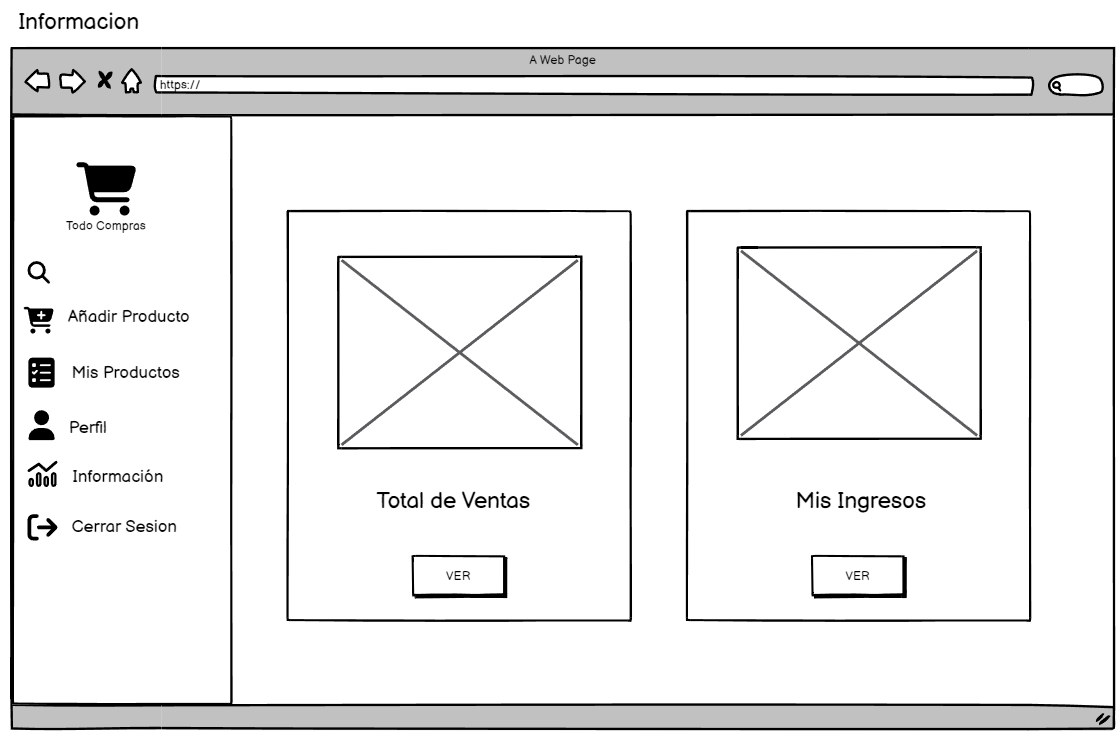 Informacion
A Web Page
https://
Todo Compras
Añadir Producto
Mis Productos
Perfil
Información
Cerrar Sesion
Total de Ventas
VER
Mis Ingresos
VER